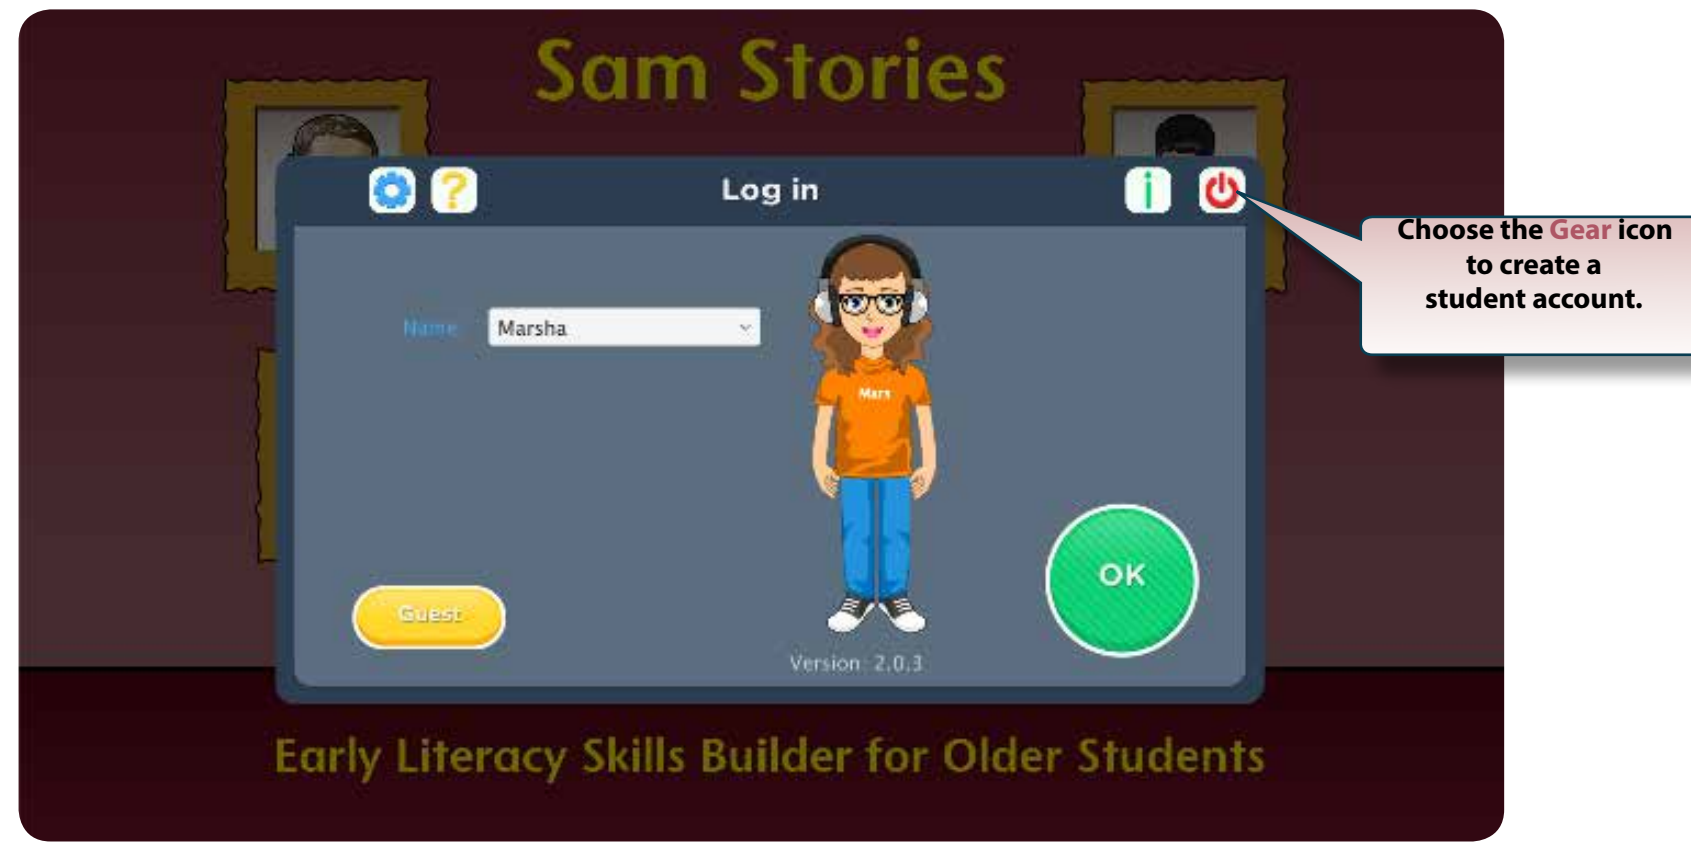 Sam Stories
Log in
Choose the Gear icon
to create a
student account.
Name
Marsha
Mars
OK
Guest
Version: 2.0.3
Early Literacy Skills Builder for Older Students